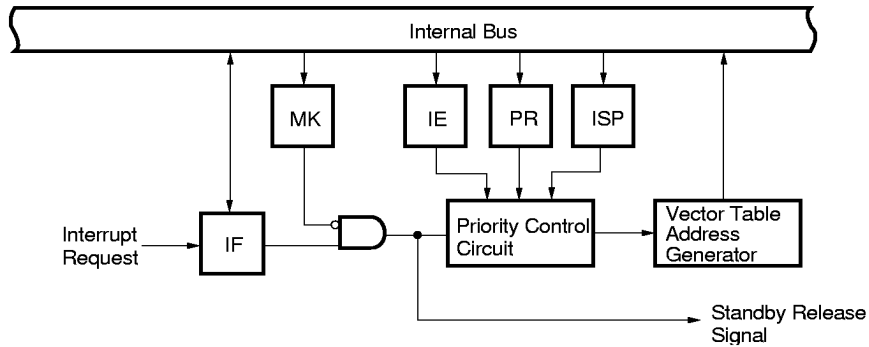 Internal Bus
MK
IE
PR
ISP
Interrupt
Request
IF
Priority Control
Circuit
Vector Table
Address
Generator
Standby Release
Signal